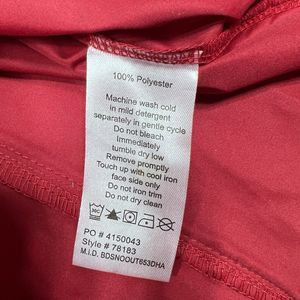 100% Polyester
Machine wash cold
in mild detergent
separately in gentle cycle
Do not bleach
Immediately
tumble dry low
Remove promptly
Touch up with cool iron
face side only
Do not iron trim
Do not dry clean
PO # 4150043
Style # 78183
M.I.D. BDSNOOUT653DHA